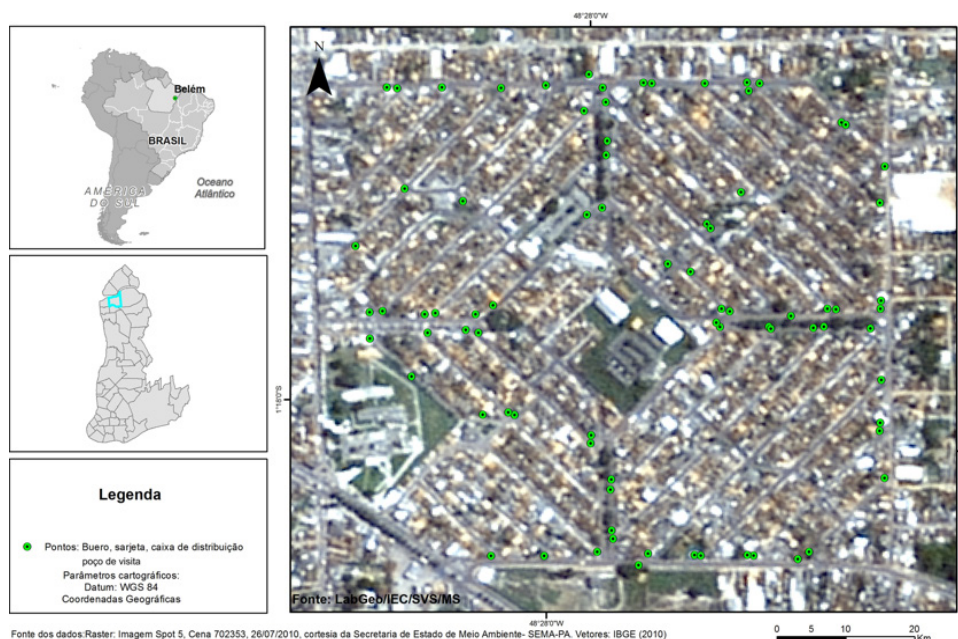 48°28'0"W
N
Belém
BRASIL
AMÉRICA
DO SUL
Oceano
Atlântico
1°18'0"S
Legenda
Pontos: Buero, sarjeta, caixa de distribuição
poço de visita
Parâmetros cartográficos:
Datum: WGS 84
Coordenadas Geográficas
Fonte: LabGeo/IEC/SVS/MS
48°28'0"W
Fonte dos dados:Raster: Imagem Spot 5, Cena 702353, 26/07/2010, cortesia da Secretaria de Estado de Meio Ambiente- SEMA-PA. Vetores: IBGE (2010)
0 5 10 20
Km